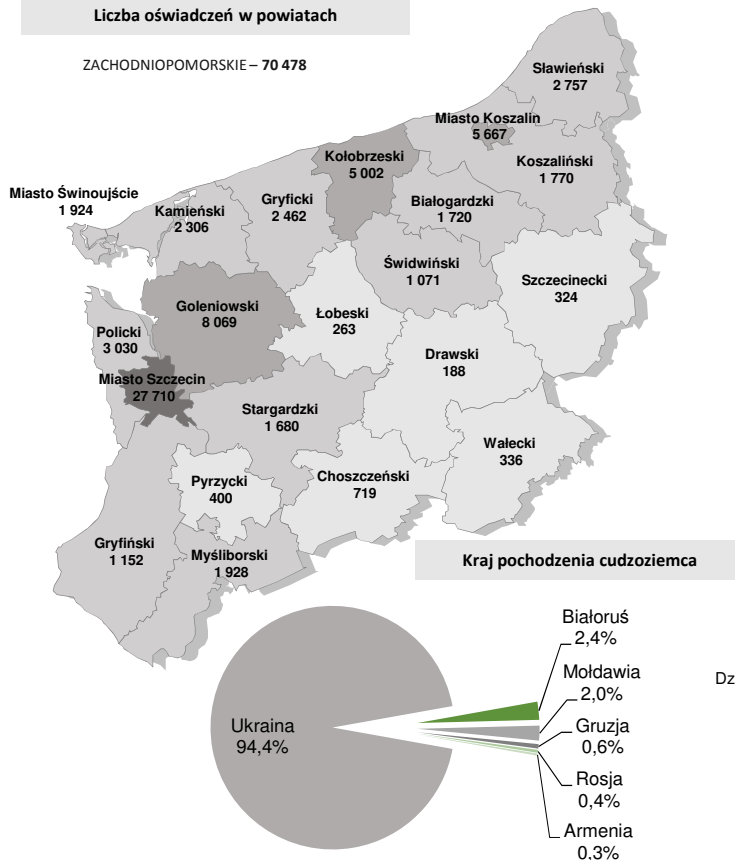 Liczba oświadczeń w powiatach
ZACHODNIOPOMORSKIE – 70 478
Sławieński
2 757
Miasto Koszalin
5 667
Kołobrzeski
5 002
Koszaliński
1 770
Miasto Świnoujście
1 924
Kamieński
2 306
Gryficki
2 462
Białogardzki
1 720
Świdwiński
1 071
Szczecinecki
324
Goleniowski
8 069
Łobeski
263
Policki
3 030
Drawski
188
Miasto Szczecin
27 710
Stargardzki
1 680
Wałecki
336
Pyrzycki
400
Choszczeński
719
Gryfiński
1 152
Myśliborski
1 928
Kraj pochodzenia cudzoziemca
Białoruś
2,4%
Mołdawia
2,0%
Dz
Ukraina
94,4%
Gruzja
0,6%
Rosja
0,4%
Armenia
0,3%